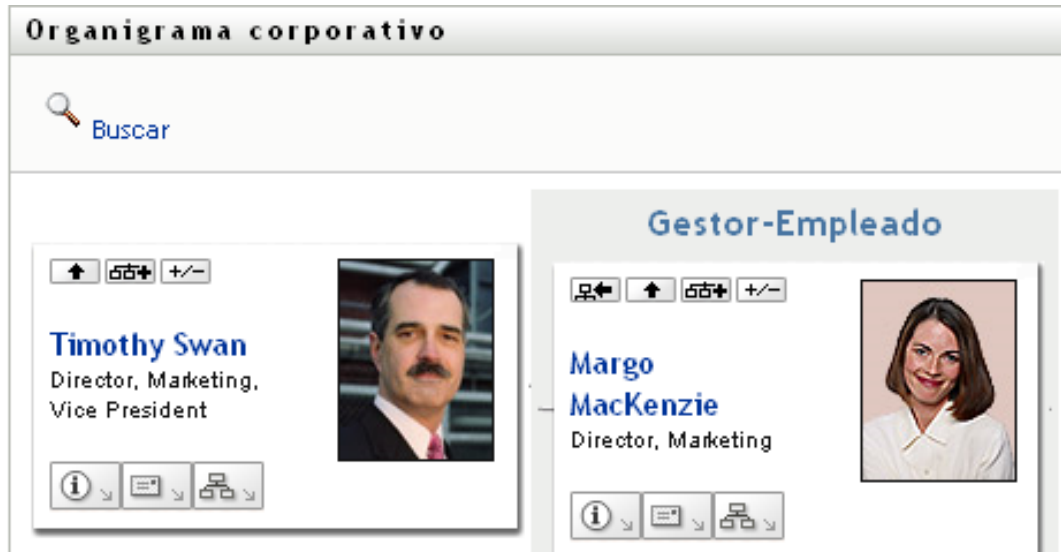 Organigrama corporativo
Buscar
Gestor-Empleado
+/-
Timothy Swan
Director, Marketing,
Vice President
+/-
Margo
MacKenzie
Director, Marketing